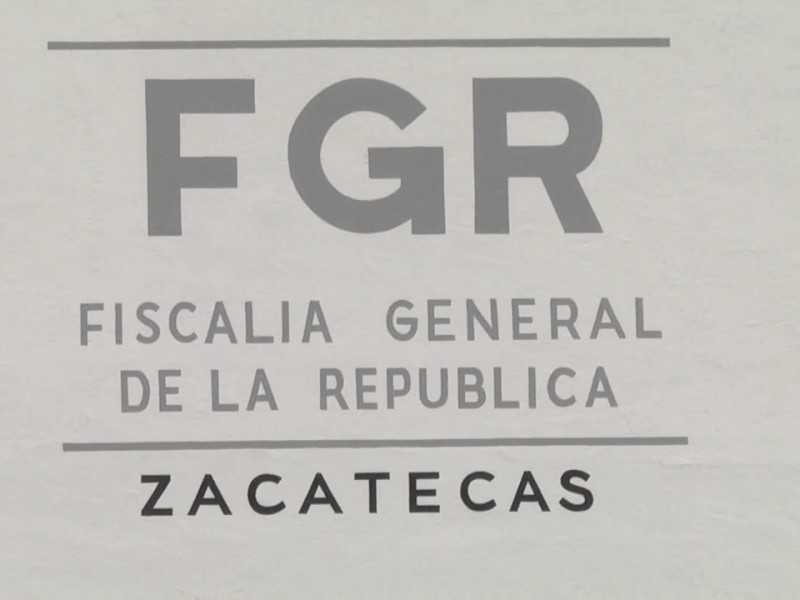 FGR
FISCALIA GENERAL
DE LA REPUBLICA
ZACATECAS